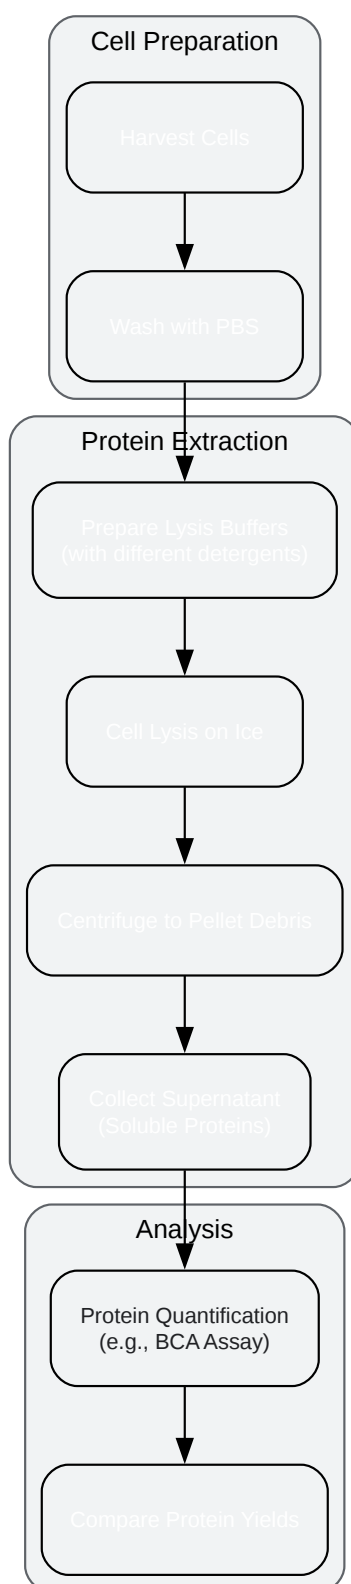 Cell Preparation
Harvest Cells
Wash with PBS
Protein Extraction
Prepare Lysis Buffers
(with different detergents)
Cell Lysis on Ice
Centrifuge to Pellet Debris
Collect Supernatant
(Soluble Proteins)
Analysis
Protein Quantification
(e.g., BCA Assay)
Compare Protein Yields